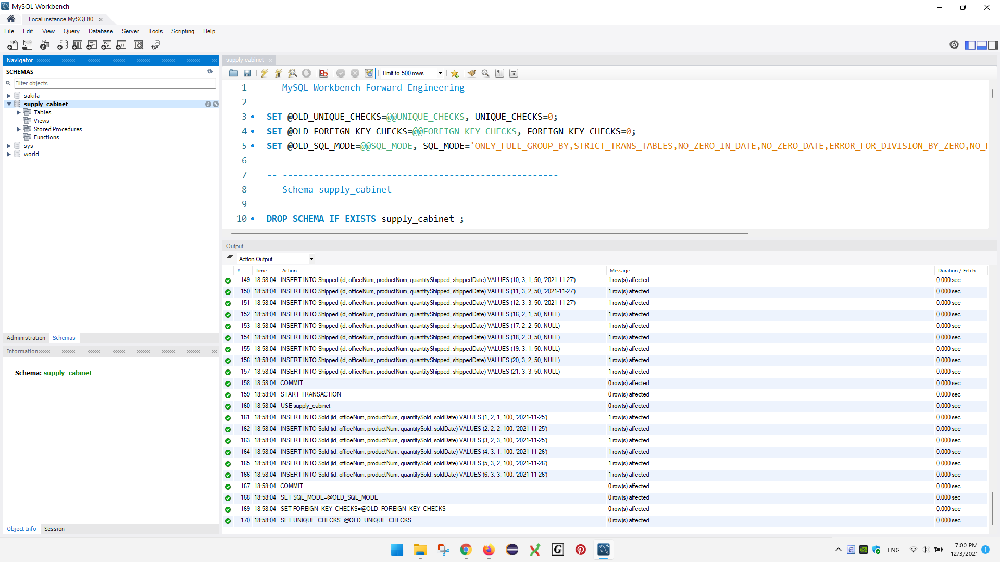 MySQL Workbench
Local instance MySQL80
File Edit View Query Database Server Tools Scripting Help
Navigator
SCHEMAS
Filter objects
sakila
supply_cabinet
Tables
Views
Stored Procedures
Functions
sys
world
Administration Schemas
Information
Schema: supply_cabinet
Object Info Session
supply cabinet
Limit to 500 rows
1 -- MySQL Workbench Forward Engineering
2
3 SET @OLD_UNIQUE_CHECKS=@@UNIQUE_CHECKS, UNIQUE_CHECKS=0;
4 SET @OLD_FOREIGN_KEY_CHECKS=@@FOREIGN_KEY_CHECKS, FOREIGN_KEY_CHECKS=0;
5 SET @OLD_SQL_MODE=@@SQL_MODE, SQL_MODE='ONLY_FULL_GROUP_BY,STRICT_TRANS_TABLES,NO_ZERO_IN_DATE,NO_ZERO_DATE,ERROR_FOR_DIVISION_BY_ZERO,NO_E
6
7 -- -----------------------------------------------------
8 -- Schema supply_cabinet
9 -- -----------------------------------------------------
10 DROP SCHEMA IF EXISTS supply_cabinet ;
Output
Action Output
# Time Action Message Duration / Fetch
149 18:58:04 INSERT INTO Shipped (id, officeNum, productNum, quantityShipped, shippedDate) VALUES (10, 3, 1, 50, '2021-11-27') 1 row(s) affected 0.000 sec
150 18:58:04 INSERT INTO Shipped (id, officeNum, productNum, quantityShipped, shippedDate) VALUES (11, 3, 2, 50, '2021-11-27') 1 row(s) affected 0.000 sec
151 18:58:04 INSERT INTO Shipped (id, officeNum, productNum, quantityShipped, shippedDate) VALUES (12, 3, 3, 50, '2021-11-27') 1 row(s) affected 0.000 sec
152 18:58:04 INSERT INTO Shipped (id, officeNum, productNum, quantityShipped, shippedDate) VALUES (16, 2, 1, 50, NULL) 1 row(s) affected 0.000 sec
153 18:58:04 INSERT INTO Shipped (id, officeNum, productNum, quantityShipped, shippedDate) VALUES (17, 2, 2, 50, NULL) 1 row(s) affected 0.000 sec
154 18:58:04 INSERT INTO Shipped (id, officeNum, productNum, quantityShipped, shippedDate) VALUES (18, 2, 3, 50, NULL) 1 row(s) affected 0.000 sec
155 18:58:04 INSERT INTO Shipped (id, officeNum, productNum, quantityShipped, shippedDate) VALUES (19, 3, 1, 50, NULL) 1 row(s) affected 0.000 sec
156 18:58:04 INSERT INTO Shipped (id, officeNum, productNum, quantityShipped, shippedDate) VALUES (20, 3, 2, 50, NULL) 1 row(s) affected 0.000 sec
157 18:58:04 INSERT INTO Shipped (id, officeNum, productNum, quantityShipped, shippedDate) VALUES (21, 3, 3, 50, NULL) 1 row(s) affected 0.000 sec
158 18:58:04 COMMIT 0 row(s) affected 0.000 sec
159 18:58:04 START TRANSACTION 0 row(s) affected 0.000 sec
160 18:58:04 USE supply_cabinet 0 row(s) affected 0.000 sec
161 18:58:04 INSERT INTO Sold (id, officeNum, productNum, quantitySold, soldDate) VALUES (1, 2, 1, 100, '2021-11-25') 1 row(s) affected 0.000 sec
162 18:58:04 INSERT INTO Sold (id, officeNum, productNum, quantitySold, soldDate) VALUES (2, 2, 2, 100, '2021-11-25') 1 row(s) affected 0.000 sec
163 18:58:04 INSERT INTO Sold (id, officeNum, productNum, quantitySold, soldDate) VALUES (3, 2, 3, 100, '2021-11-25') 1 row(s) affected 0.000 sec
164 18:58:04 INSERT INTO Sold (id, officeNum, productNum, quantitySold, soldDate) VALUES (4, 3, 1, 100, '2021-11-26') 1 row(s) affected 0.000 sec
165 18:58:04 INSERT INTO Sold (id, officeNum, productNum, quantitySold, soldDate) VALUES (5, 3, 2, 100, '2021-11-26') 1 row(s) affected 0.000 sec
166 18:58:04 INSERT INTO Sold (id, officeNum, productNum, quantitySold, soldDate) VALUES (6, 3, 3, 100, '2021-11-26') 1 row(s) affected 0.000 sec
167 18:58:04 COMMIT 0 row(s) affected 0.000 sec
168 18:58:04 SET SQL_MODE=@OLD_SQL_MODE 0 row(s) affected 0.000 sec
169 18:58:04 SET FOREIGN_KEY_CHECKS=@OLD_FOREIGN_KEY_CHECKS 0 row(s) affected 0.000 sec
170 18:58:04 SET UNIQUE_CHECKS=@OLD_UNIQUE_CHECKS 0 row(s) affected 0.000 sec
G
ENG
7:00 PM
12/3/2021
1